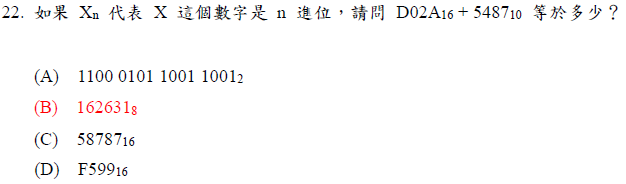 22. 如果 Xn 代表 X 這個數字是 n 進位，請問 D02A16 + 548710 等於多少？
(A) 1100 0101 1001 10012
(B) 1626318
(C) 5878716
(D) F59916